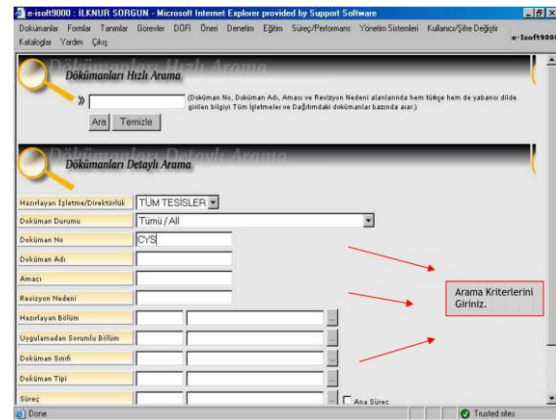 e-isoft9000 : İLKNUR SORGUN - Microsoft Internet Explorer provided by Support Software
Dokümanlar Formlar Tanımlar Görevler DÖFİ Öneri Denetim Eğitim Süreç/Performans Yönetim Sistemleri Kullanıcı/Şifre Değiştir
e-Isoft9000
Kataloglar Yardım Çıkış
Dökümanları Hızlı Arama
(Doküman No, Doküman Adı, Amacı ve Revizyon Nedeni alanlarında hem türkçe hem de yabancı dilde
girilen bilgiyi Tüm İşletmeler ve Dağıtımdaki dokümanlar bazında arar.)
Ara Temizle
Dökümanları Detaylı Arama
Hazırlayan İşletme/Direktörlük TÜM TESİSLER
Doküman Durumu Tümü / All
Doküman No CYS
Doküman Adı
Amacı
Revizyon Nedeni
Arama Kriterlerini
Giriniz.
Hazırlayan Bölüm
Uygulamadan Sorumlu Bölüm
Doküman Sınıfı
Doküman Tipi
Süreç Ana Süreç
Done Trusted sites